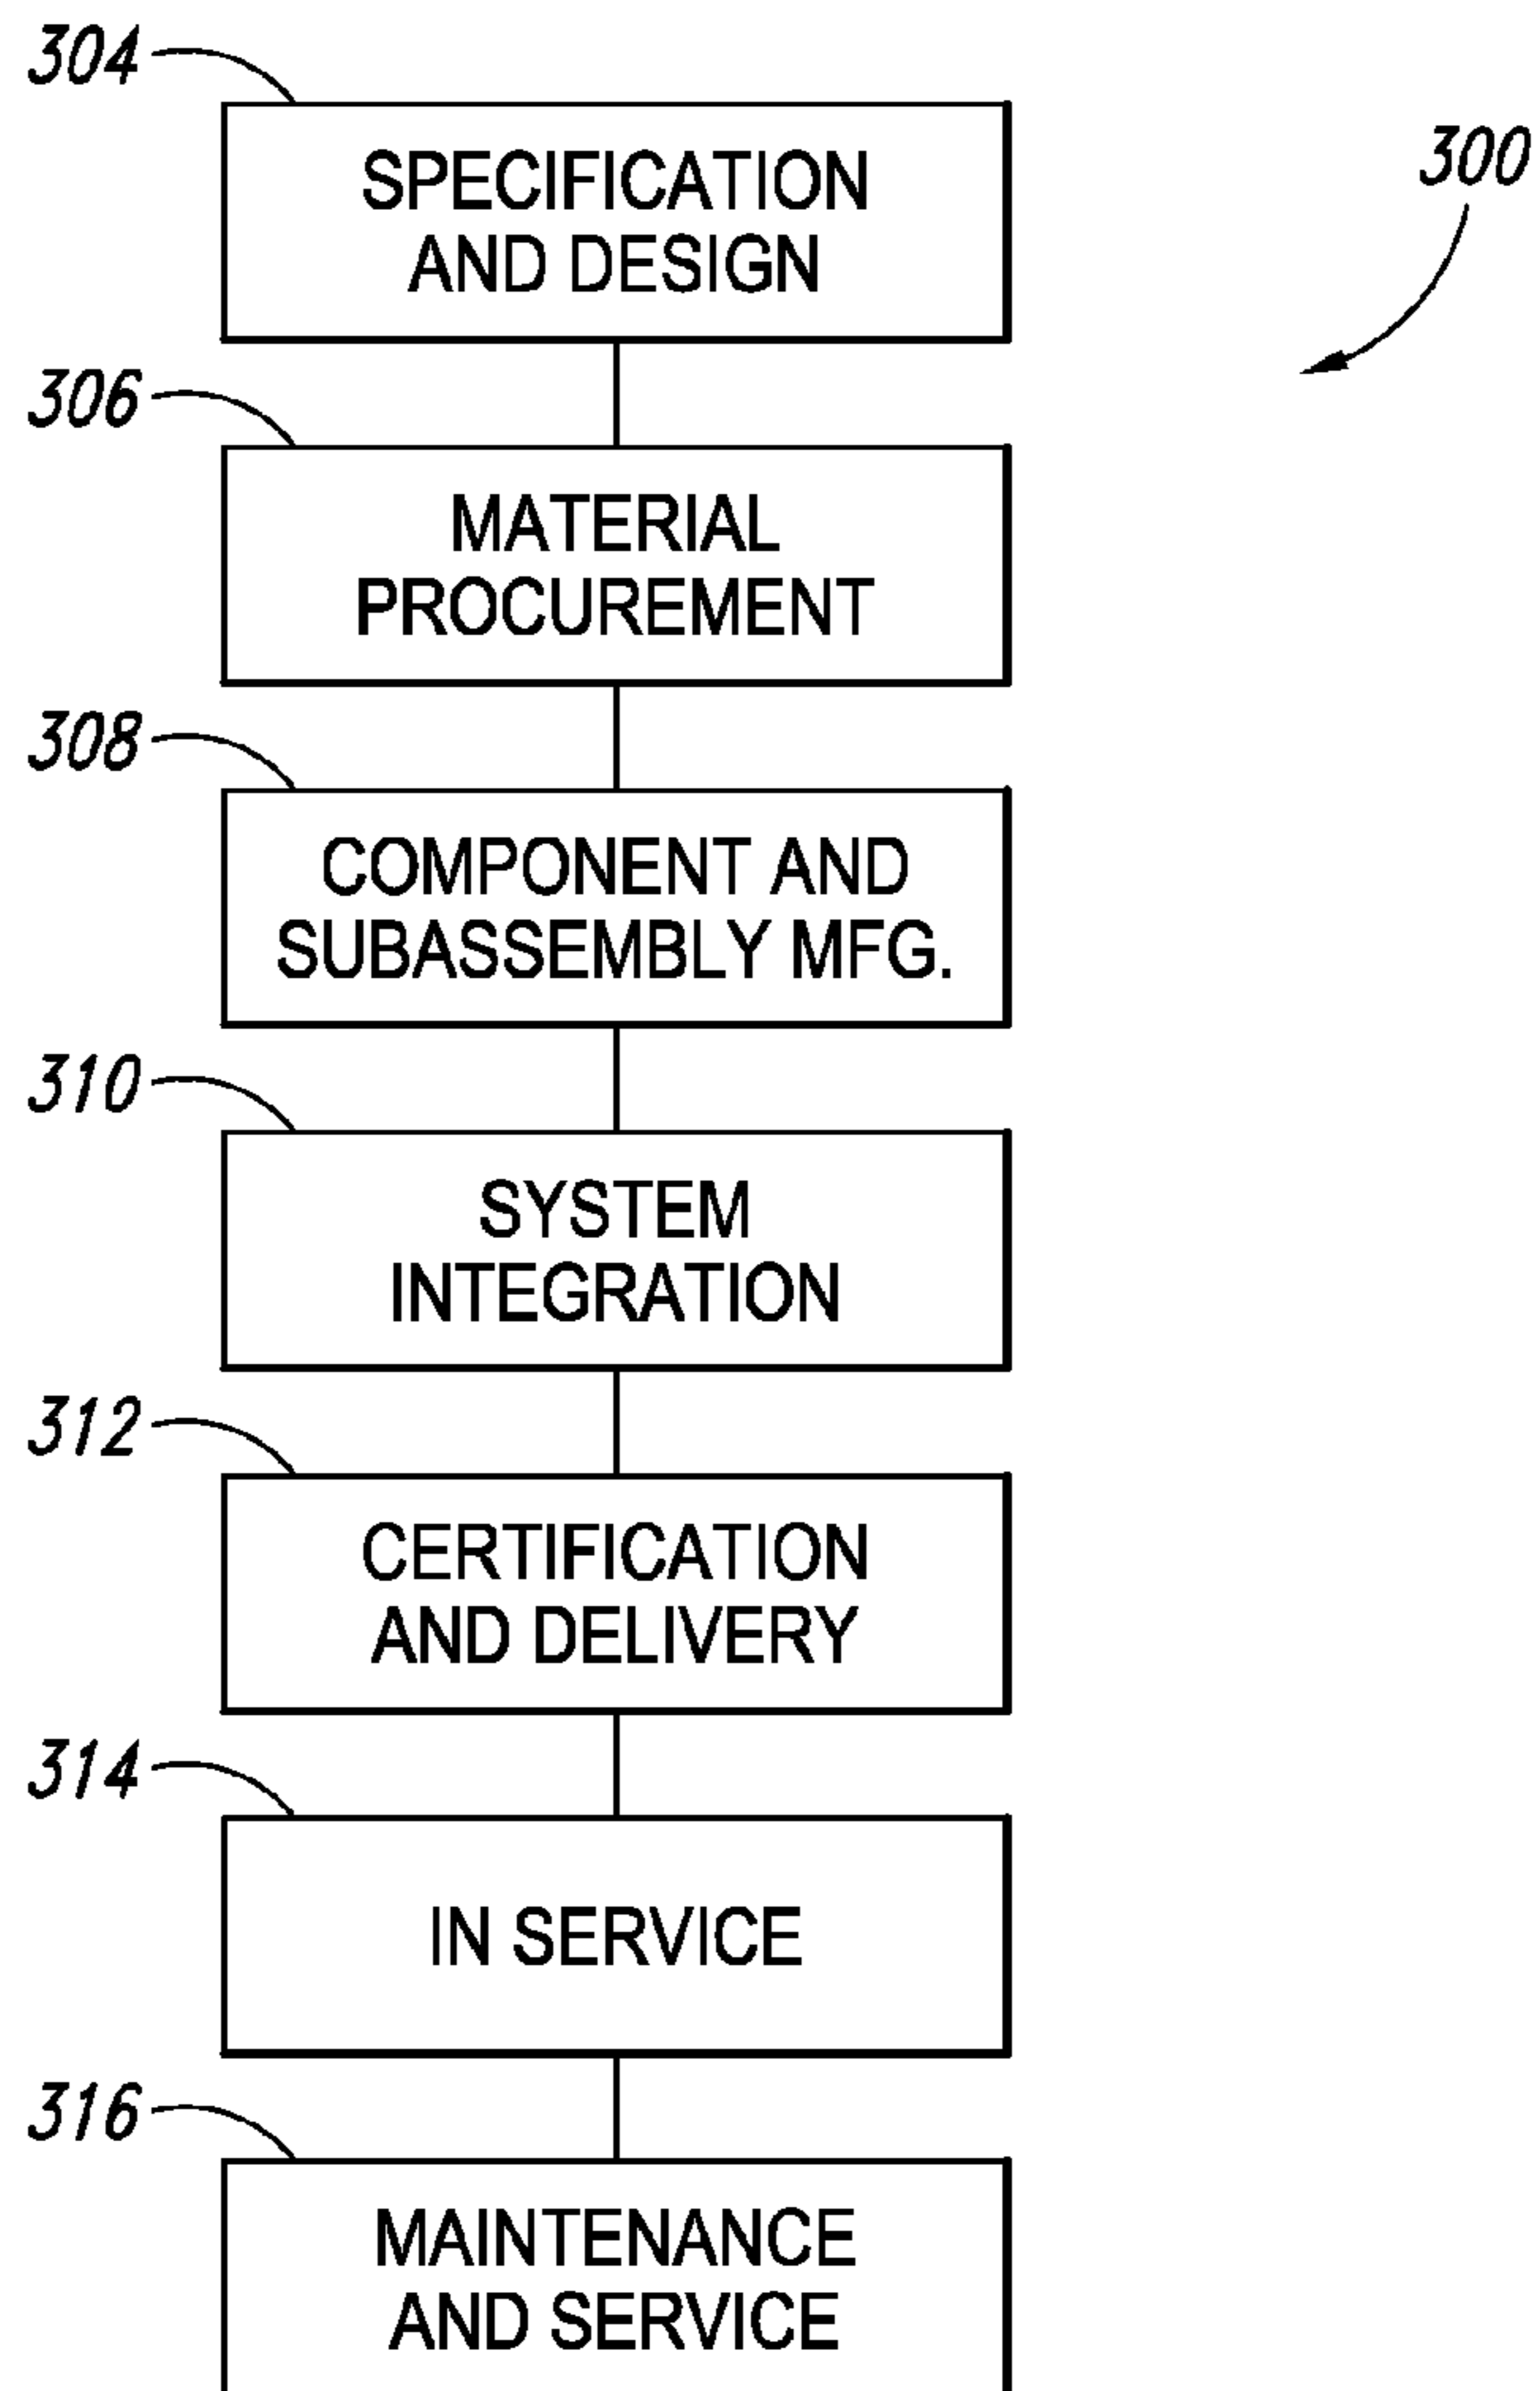 304
SPECIFICATION
AND DESIGN
300
306
MATERIAL
PROCUREMENT
308
COMPONENT AND
SUBASSEMBLY MFG.
310
SYSTEM
INTEGRATION
312
CERTIFICATION
AND DELIVERY
314
IN SERVICE
316
MAINTENANCE
AND SERVICE